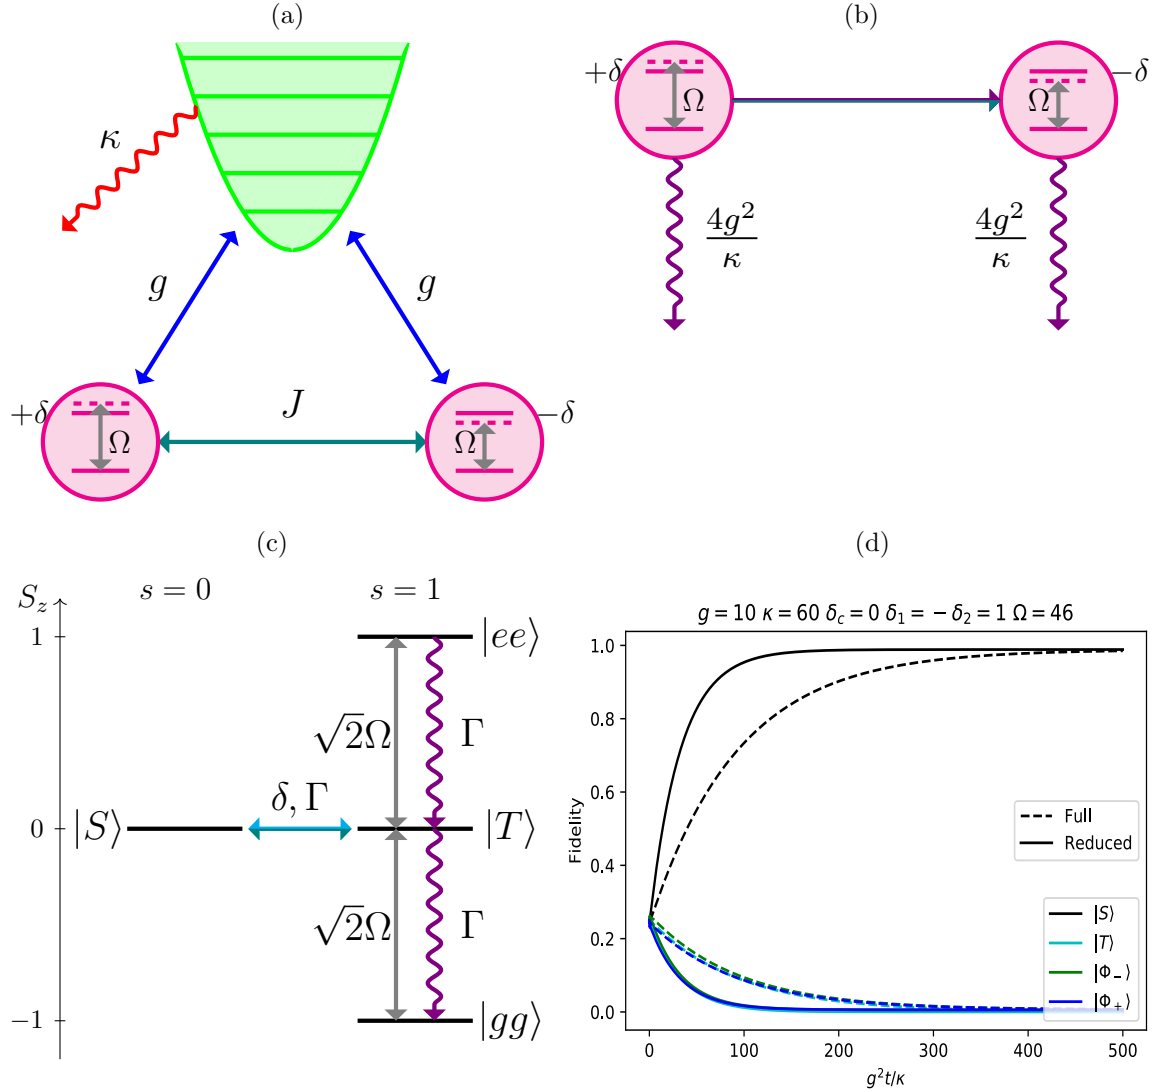 (a)
κ
g
g
J
+δ
Ω
Ω
−δ
(b)
+δ
Ω
Ω
−δ
4g²/κ
4g²/κ
(c)
S_z
s = 0
s = 1
1
|ee⟩
√2Ω
Γ
δ, Γ
0
|S⟩
|T⟩
√2Ω
Γ
−1
|gg⟩
(d)
g = 10 κ = 60 δ_c = 0 δ_1 = −δ_2 = 1 Ω = 46
Fidelity
1.0
0.8
0.6
0.4
0.2
0.0
Full
Reduced
|S⟩
|T⟩
|Φ_−⟩
|Φ_+⟩
0
100
200
300
400
500
g²t/κ